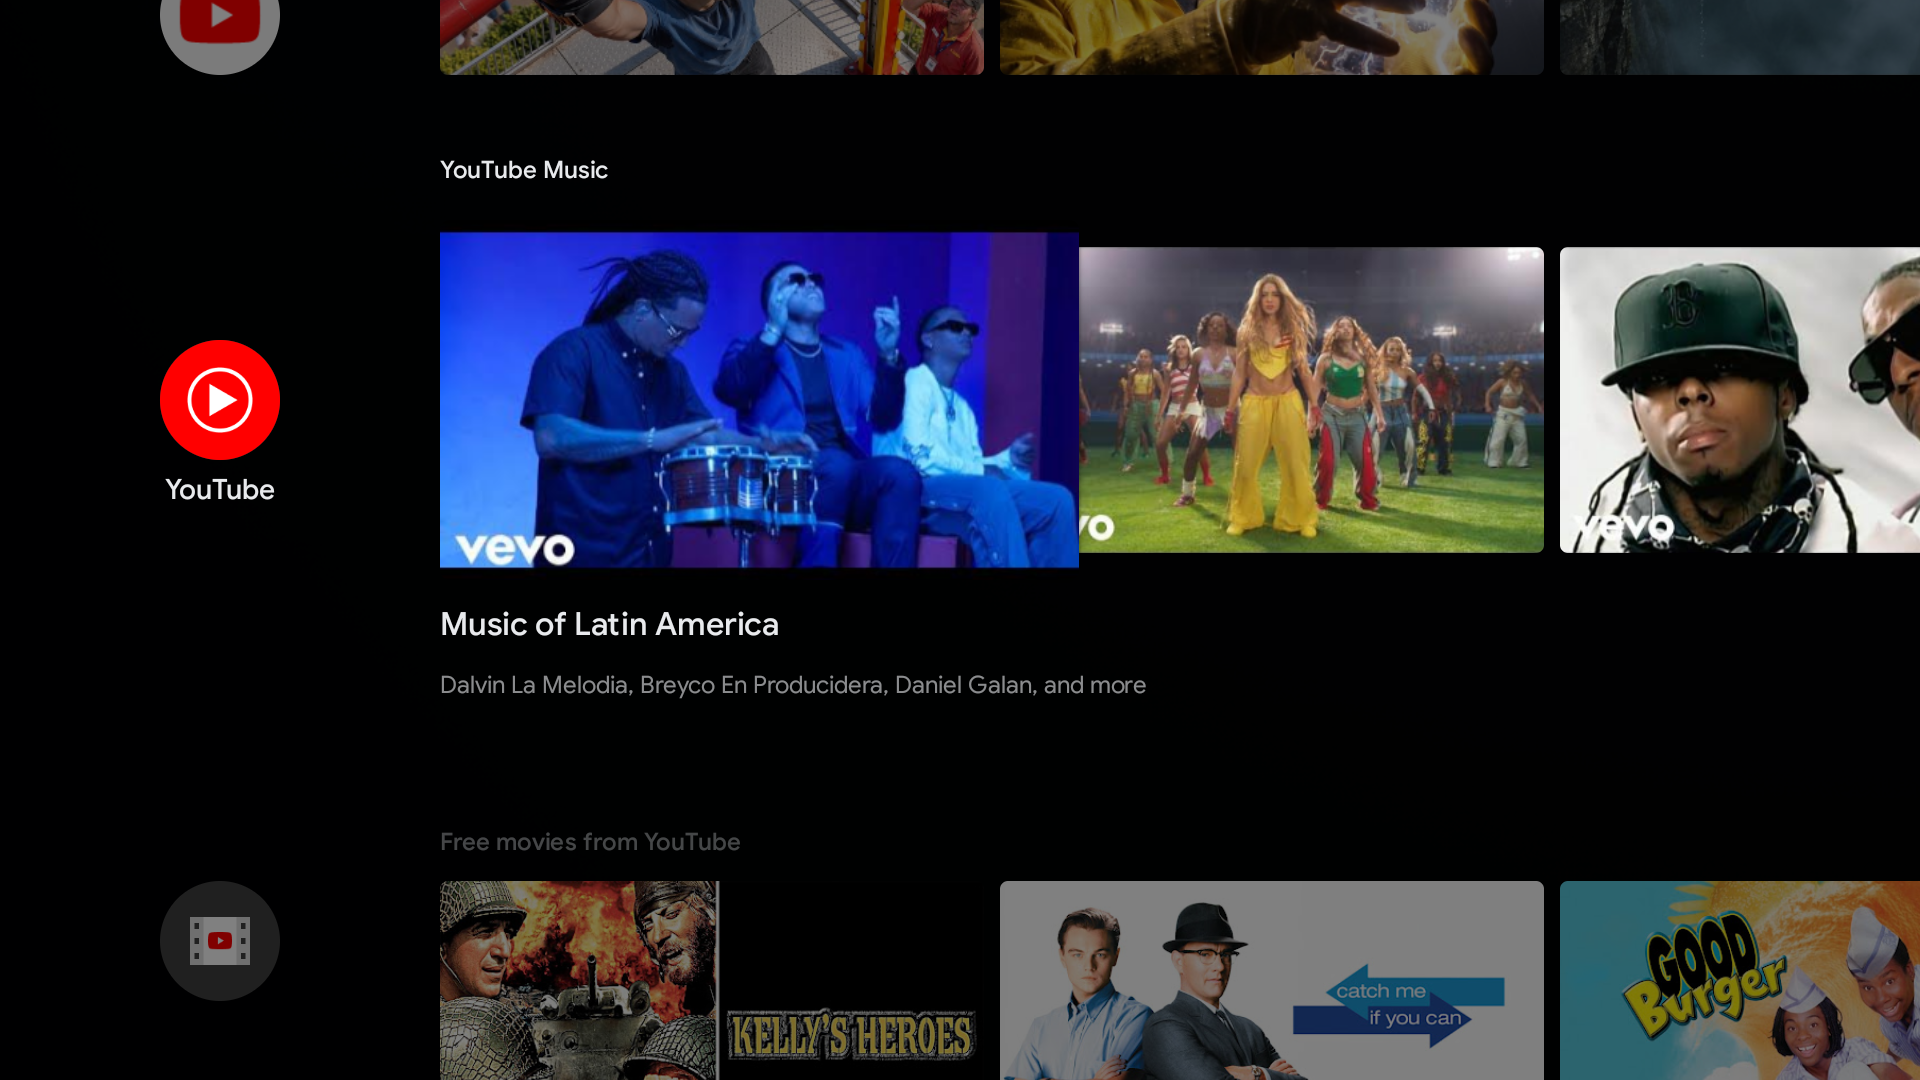 YouTube Music
vevo
vo
vevo
YouTube
Music of Latin America
Dalvin La Melodia, Breyco En Producidera, Daniel Galan, and more
Free movies from YouTube
KELLY'S HEROES
catch me
if you can
GOOD
Burger